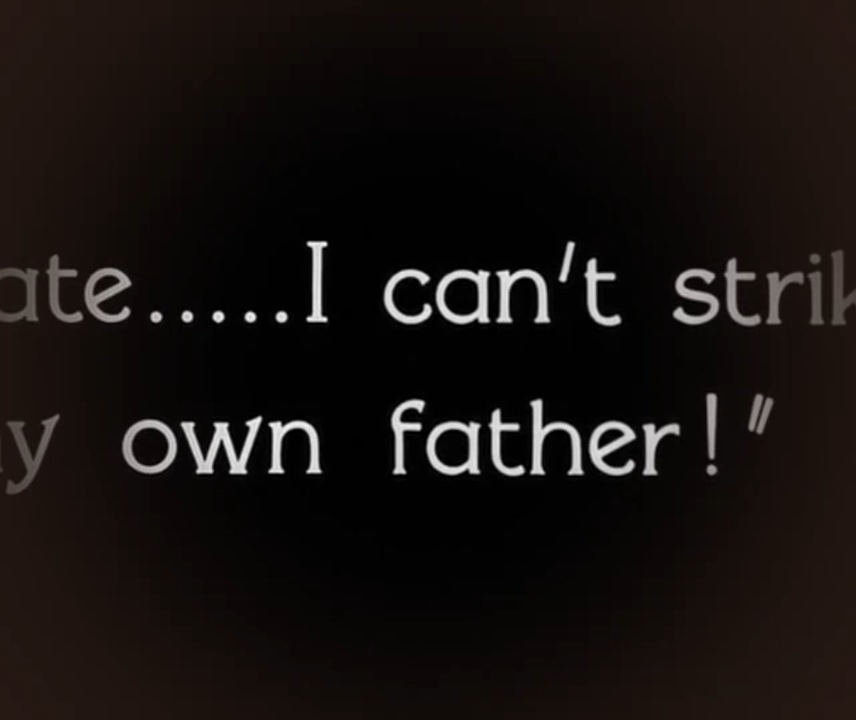 ate.....I can't strik
y own father!"